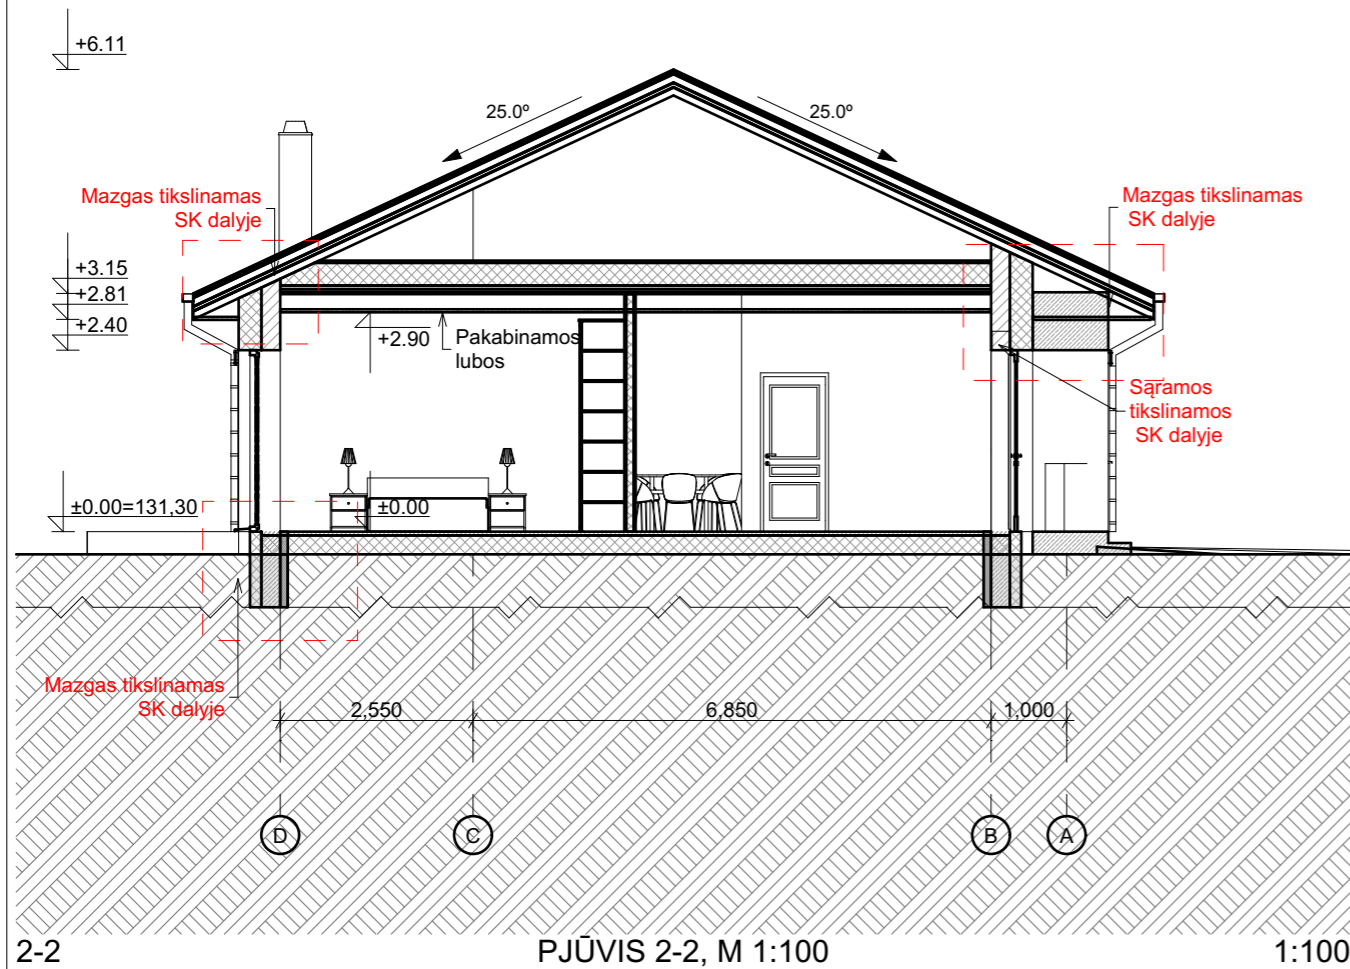 +6.11
25.0º
25.0º
Mazgas tikslinamas
SK dalyje
Mazgas tikslinamas
SK dalyje
+3.15
+2.81
+2.40
+2.90
Pakabinamos
lubos
Sąramos
tikslinamos
SK dalyje
±0.00=131,30
±0.00
Mazgas tikslinamas
SK dalyje
2,550
6,850
1,000
D
C
B
A
2-2
PJŪVIS 2-2, M 1:100
1:100